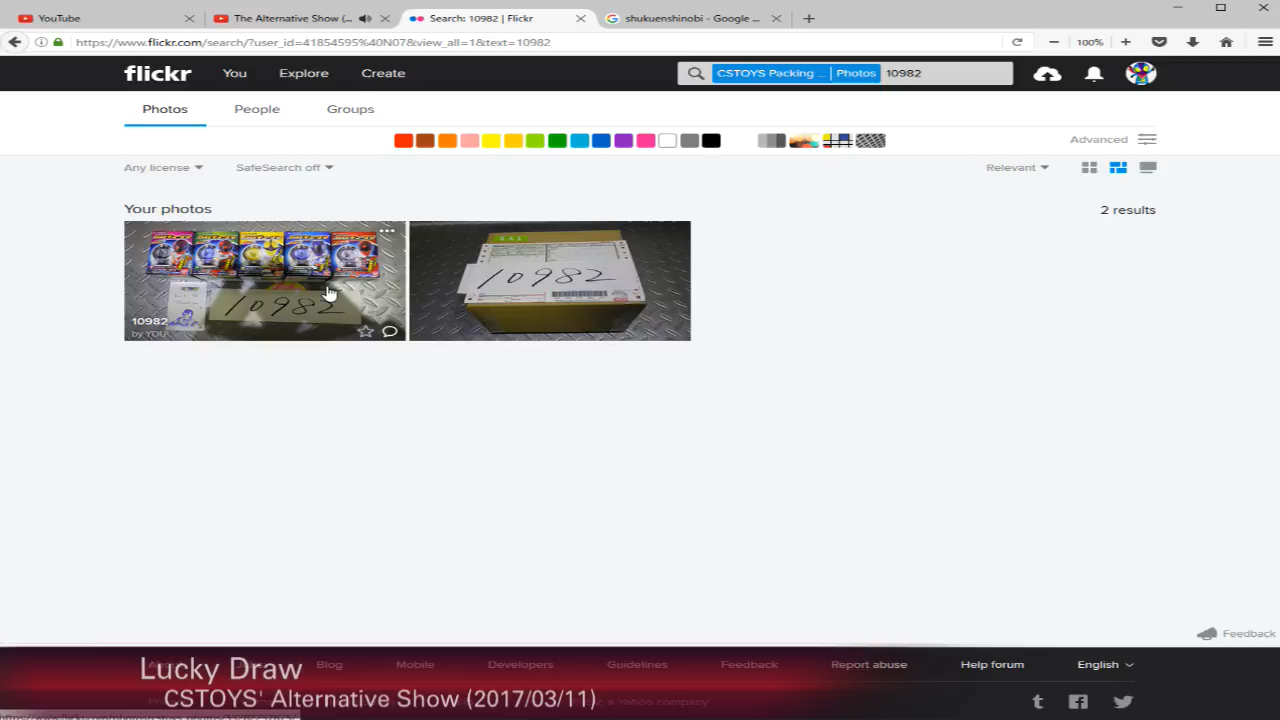 YouTube
The Alternative Show (...
Search: 10982 | Flickr
shukuenshinobi - Google ...
https://www.flickr.com/search/?user_id=41854595%40N07&view_all=1&text=10982
100%
flickr
You
Explore
Create
CSTOYS Packing ...
Photos
10982
Photos
People
Groups
Advanced
Any license
SafeSearch off
Relevant
Your photos
2 results
10982
10982
by YOU
10982
Feedback
Blog
Mobile
Developers
Guidelines
Feedback
Report abuse
Help forum
English
Lucky Draw
CSTOYS' Alternative Show (2017/03/11)
a Yahoo company